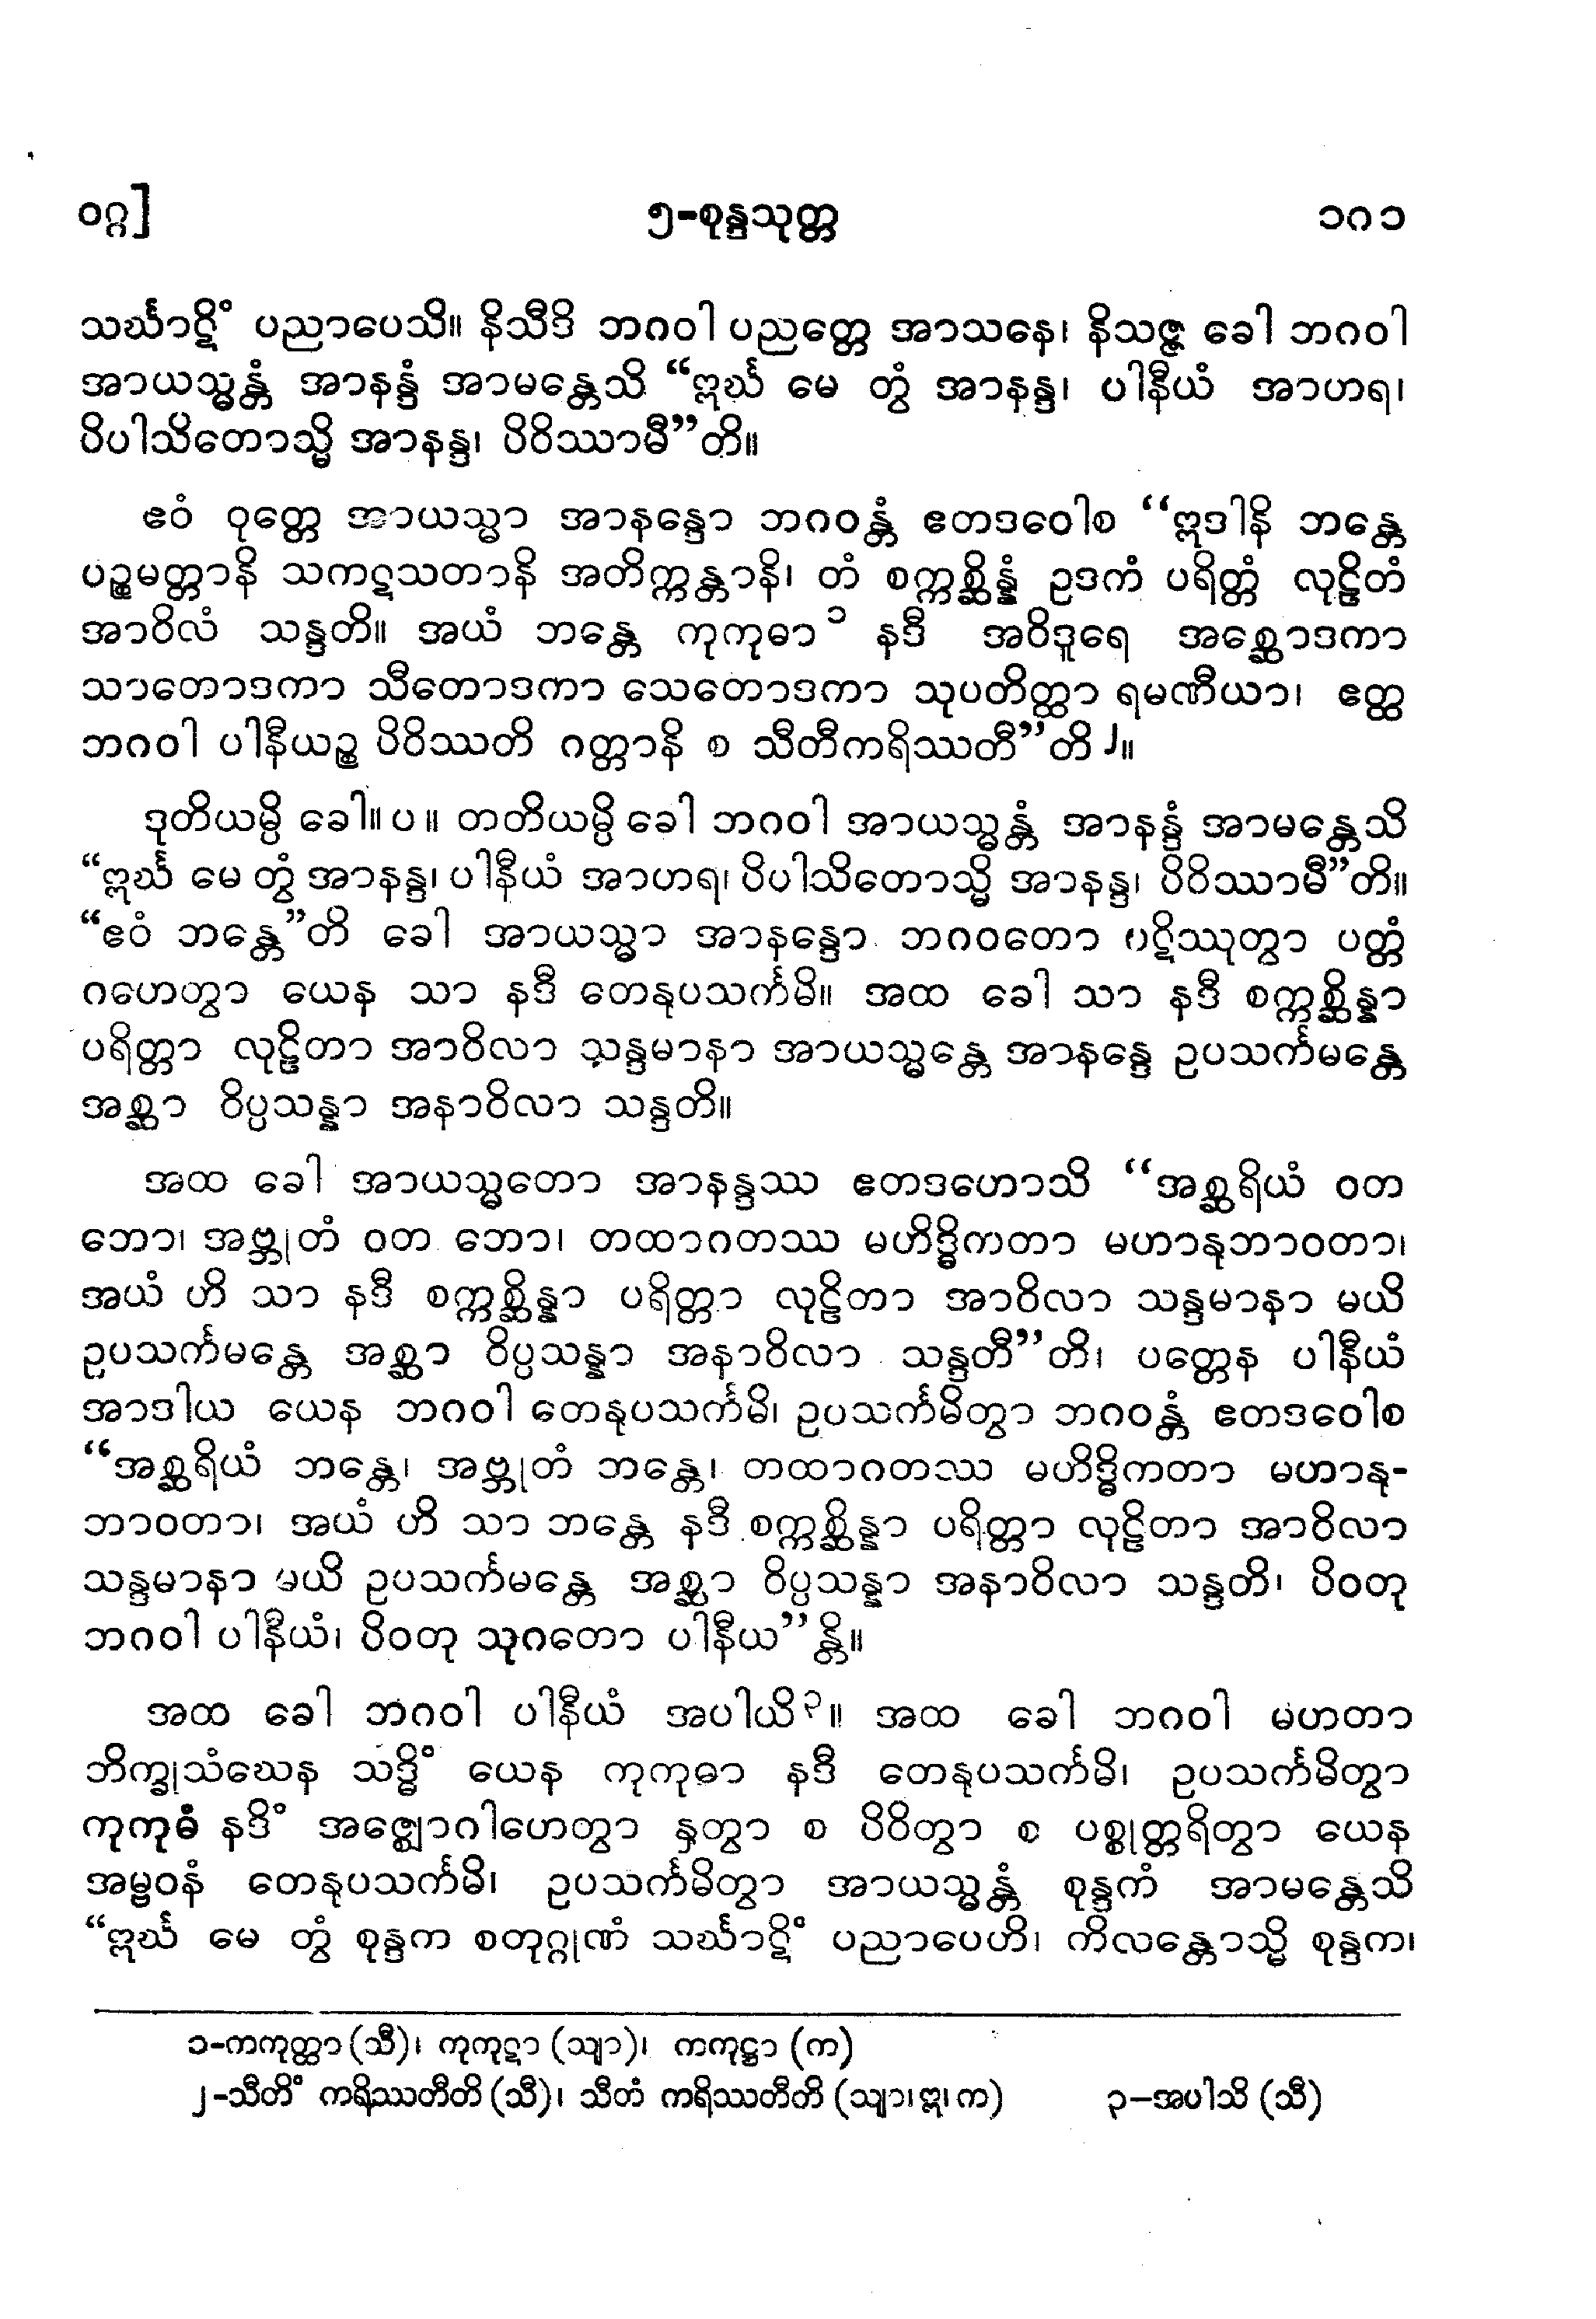 ဝဂ္ဂ]
၅-စုန္ဒသုတ္တ
၁ဂ၁
သင်္ဃာဋိံ ပညာပေသိ။ နိသီဒိ ဘဂဝါ ပညတ္တေ အာသနေ၊ နိသဇ္ဇ ခေါ ဘဂဝါ
အာယသ္မန္တံ အာနန္ဒံ အာမန္တေသိ “ဣင်္ဃ မေ တွံ အာနန္ဒ၊ ပါနီယံ အာဟရ၊
ပိပါသိတောသ္မိ အာနန္ဒ၊ ပိဝိဿာမီ”တိ။
ဧဝံ ဝုတ္တေ အာယသ္မာ အာနန္ဒော ဘဂဝန္တံ ဧတဒဝေါစ “ဣဒါနိ ဘန္တေ
ပဉ္စမတ္တာနိ သကဋသတာနိ အတိက္ကန္တာနိ၊ တံ စက္ကစ္ဆိန္နံ ဥဒကံ ပရိတ္တံ လုဠိတံ
အာဝိလံ သန္ဒတိ။ အယံ ဘန္တေ ကုကုဓာ ၁ နဒီ အဝိဒူရေ အစ္ဆောဒကာ
သာတောဒကာ သီတောဒကာ သေတောဒကာ သုပတိတ္ထာ ရမဏီယာ၊ ဧတ္ထ
ဘဂဝါ ပါနီယဉ္စ ပိဝိဿတိ ဂတ္တာနိ စ သီတီကရိဿတီ”တိ ၂။
ဒုတိယမ္ပိ ခေါ။ ပ ။ တတိယမ္ပိ ခေါ ဘဂဝါ အာယသ္မန္တံ အာနန္ဒံ အာမန္တေသိ
“ဣင်္ဃ မေ တွံ အာနန္ဒ၊ ပါနီယံ အာဟရ၊ ပိပါသိတောသ္မိ အာနန္ဒ၊ ပိဝိဿာမီ”တိ။
“ဧဝံ ဘန္တေ”တိ ခေါ အာယသ္မာ အာနန္ဒော ဘဂဝတော ပဋိဿုတွာ ပတ္တံ
ဂဟေတွာ ယေန သာ နဒီ တေနုပသင်္ကမိ။ အထ ခေါ သာ နဒီ စက္ကစ္ဆိန္နာ
ပရိတ္တာ လုဠိတာ အာဝိလာ သန္ဒမာနာ အာယသ္မန္တေ အာနန္ဒေ ဥပသင်္ကမန္တေ
အစ္ဆာ ဝိပ္ပသန္နာ အနာဝိလာ သန္ဒတိ။
အထ ခေါ အာယသ္မတော အာနန္ဒဿ ဧတဒဟောသိ “အစ္ဆရိယံ ဝတ
ဘော၊ အဗ္ဘုတံ ဝတ ဘော၊ တထာဂတဿ မဟိဒ္ဓိကတာ မဟာနုဘာဝတာ၊
အယံ ဟိ သာ နဒီ စက္ကစ္ဆိန္နာ ပရိတ္တာ လုဠိတာ အာဝိလာ သန္ဒမာနာ မယိ
ဥပသင်္ကမန္တေ အစ္ဆာ ဝိပ္ပသန္နာ အနာဝိလာ သန္ဒတီ”တိ၊ ပတ္တေန ပါနီယံ
အာဒါယ ယေန ဘဂဝါ တေနုပသင်္ကမိ၊ ဥပသင်္ကမိတွာ ဘဂဝန္တံ ဧတဒဝေါစ
“အစ္ဆရိယံ ဘန္တေ၊ အဗ္ဘုတံ ဘန္တေ၊ တထာဂတဿ မဟိဒ္ဓိကတာ မဟာနု-
ဘာဝတာ၊ အယံ ဟိ သာ ဘန္တေ နဒီ စက္ကစ္ဆိန္နာ ပရိတ္တာ လုဠိတာ အာဝိလာ
သန္ဒမာနာ မယိ ဥပသင်္ကမန္တေ အစ္ဆာ ဝိပ္ပသန္နာ အနာဝိလာ သန္ဒတိ၊ ပိဝတု
ဘဂဝါ ပါနီယံ၊ ပိဝတု သုဂတော ပါနီယ”န္တိ။
အထ ခေါ ဘဂဝါ ပါနီယံ အပါယိ၃။ အထ ခေါ ဘဂဝါ မဟတာ
ဘိက္ခုသံဃေန သဒ္ဓိံ ယေန ကုကုဓာ နဒီ တေနုပသင်္ကမိ၊ ဥပသင်္ကမိတွာ
ကုကုဓံ နဒိံ အဇ္ဈောဂါဟေတွာ နှတွာ စ ပိဝိတွာ စ ပစ္စုတ္တရိတွာ ယေန
အမ္ဗဝနံ တေနုပသင်္ကမိ၊ ဥပသင်္ကမိတွာ အာယသ္မန္တံ စုန္ဒကံ အာမန္တေသိ
“ဣင်္ဃ မေ တွံ စုန္ဒက စတုဂ္ဂုဏံ သင်္ဃာဋိံ ပညာပေဟိ၊ ကိလန္တောသ္မိ စုန္ဒက၊
၁-ကကုတ္ထာ (သီ)၊ ကုကုဋာ (သျာ)၊ ကကုဋ္ဌာ (က)
၂-သီတိံ ကရိဿတီတိ (သီ)၊ သီတံ ကရိဿတီတိ (သျာ၊ ဣ၊ က) ၃-အပါသိ (သီ)